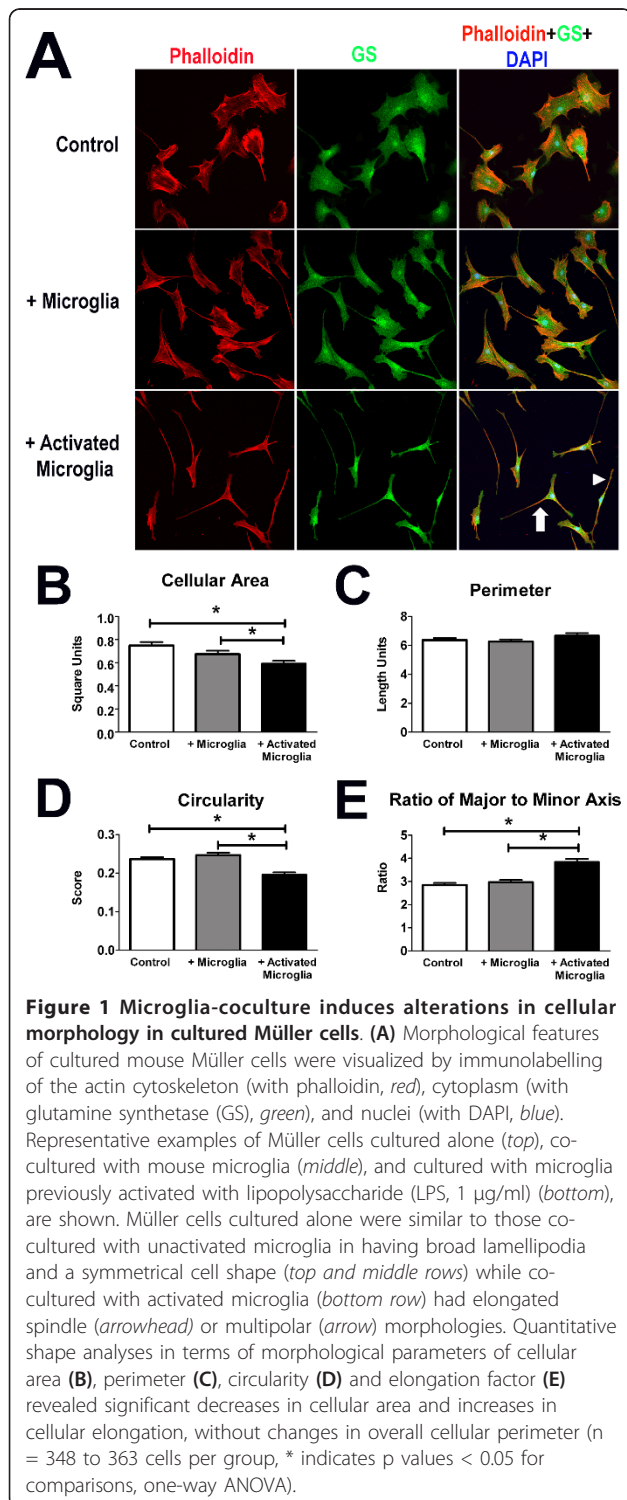 A
Phalloidin
GS
Phalloidin+GS+
DAPI
Control
+ Microglia
+ Activated
Microglia
B
Cellular Area
*
*
Square Units
1.0
0.8
0.6
0.4
0.2
0.0
Control
+ Microglia
+ Activated
Microglia
C
Perimeter
Length Units
8
6
4
2
0
Control
+ Microglia
+ Activated
Microglia
D
Circularity
*
*
Score
0.3
0.2
0.1
0.0
Control
+ Microglia
+ Activated
Microglia
E
Ratio of Major to Minor Axis
*
*
Ratio
5
4
3
2
1
0
Control
+ Microglia
+ Activated
Microglia
Figure 1 Microglia-coculture induces alterations in cellular
morphology in cultured Müller cells. (A) Morphological features
of cultured mouse Müller cells were visualized by immunolabelling
of the actin cytoskeleton (with phalloidin, red), cytoplasm (with
glutamine synthetase (GS), green), and nuclei (with DAPI, blue).
Representative examples of Müller cells cultured alone (top), co-
cultured with mouse microglia (middle), and cultured with microglia
previously activated with lipopolysaccharide (LPS, 1 μg/ml) (bottom),
are shown. Müller cells cultured alone were similar to those co-
cultured with unactivated microglia in having broad lamellipodia
and a symmetrical cell shape (top and middle rows) while co-
cultured with activated microglia (bottom row) had elongated
spindle (arrowhead) or multipolar (arrow) morphologies. Quantitative
shape analyses in terms of morphological parameters of cellular
area (B), perimeter (C), circularity (D) and elongation factor (E)
revealed significant decreases in cellular area and increases in
cellular elongation, without changes in overall cellular perimeter (n
= 348 to 363 cells per group, * indicates p values < 0.05 for
comparisons, one-way ANOVA).